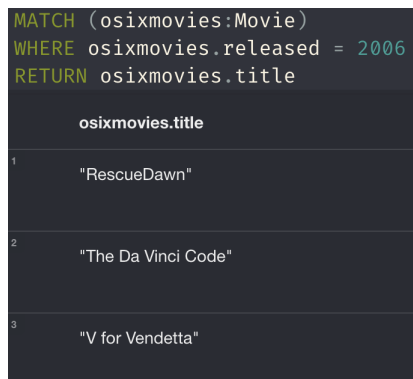 MATCH (osixmovies:Movie)
WHERE osixmovies.released = 2006
RETURN osixmovies.title
osixmovies.title
1
"RescueDawn"
2
"The Da Vinci Code"
3
"V for Vendetta"